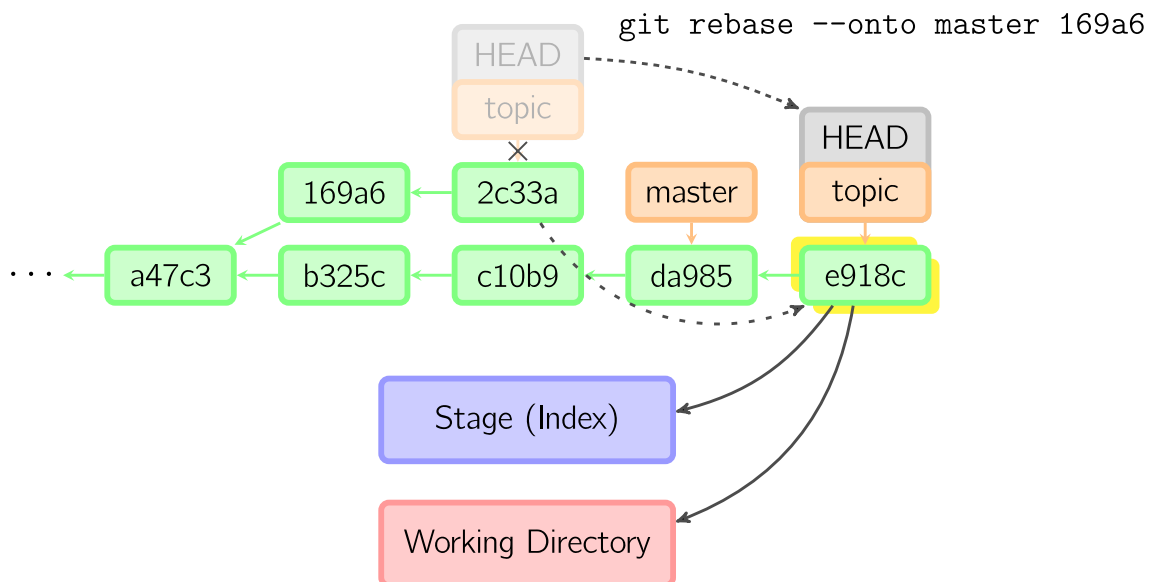 git rebase --onto master 169a6
HEAD
topic
HEAD
169a6
2c33a
master
topic
...
a47c3
b325c
c10b9
da985
e918c
Stage (Index)
Working Directory